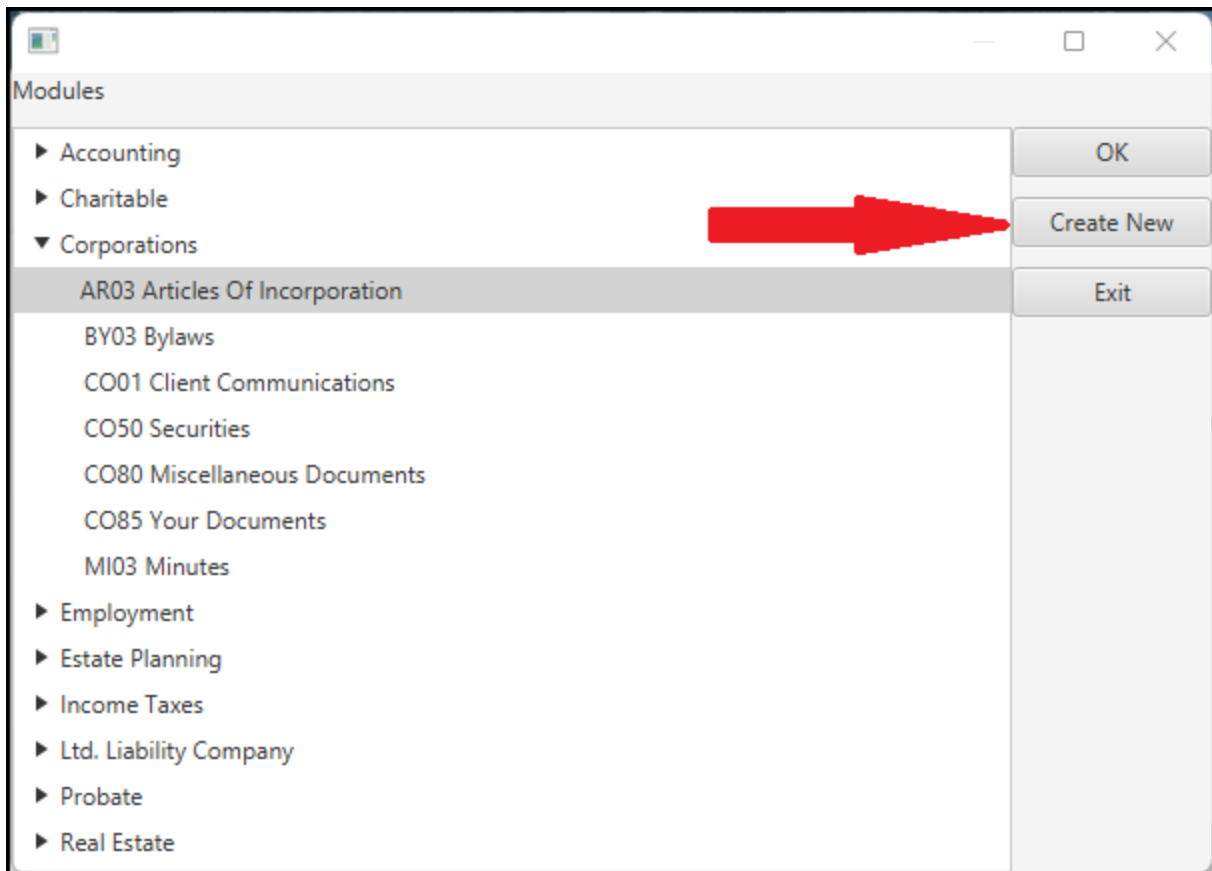 Modules
Accounting
Charitable
Corporations
AR03 Articles Of Incorporation
BY03 Bylaws
CO01 Client Communications
CO50 Securities
CO80 Miscellaneous Documents
CO85 Your Documents
MI03 Minutes
Employment
Estate Planning
Income Taxes
Ltd. Liability Company
Probate
Real Estate
OK
Create New
Exit